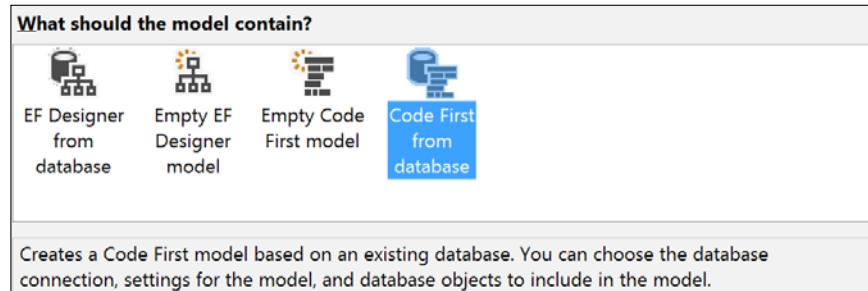 What should the model contain?
EF Designer
from
database
Empty EF
Designer
model
Empty Code
First model
Code First
from
database
Creates a Code First model based on an existing database. You can choose the database
connection, settings for the model, and database objects to include in the model.